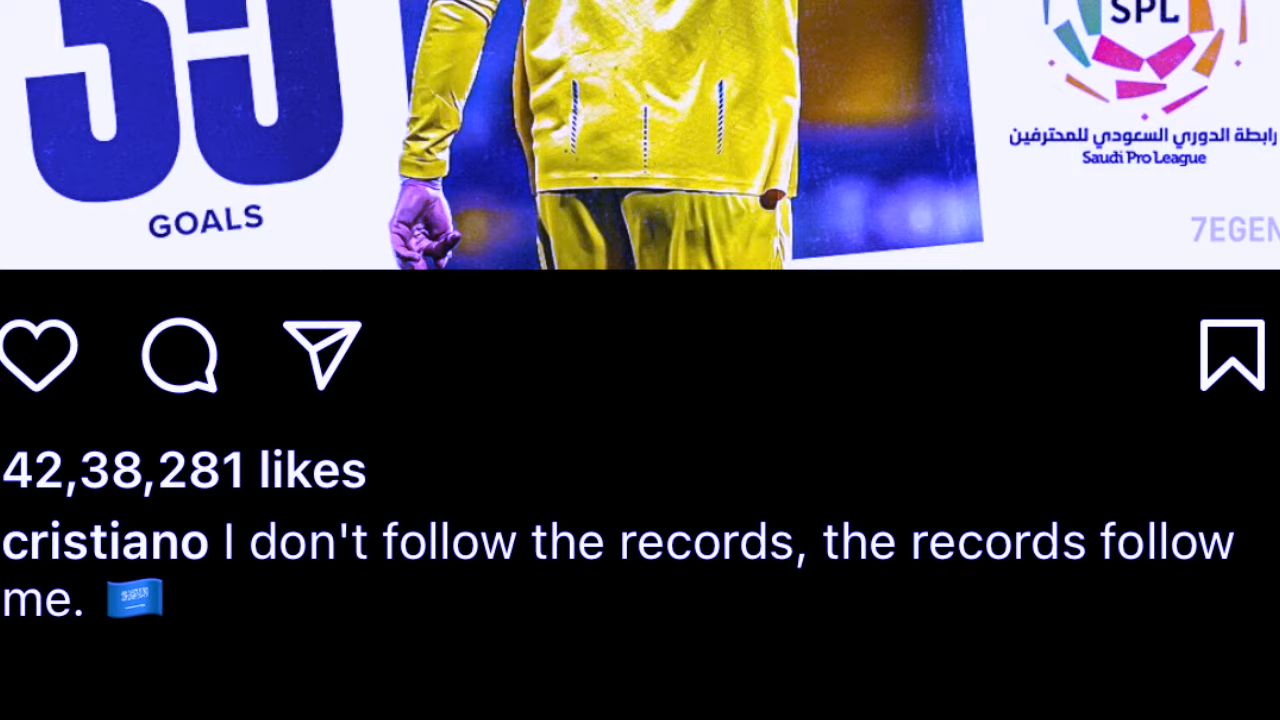 35
GOALS
SPL
رابطة الدوري السعودي للمحترفين
Saudi Pro League
7EGEN
42,38,281 likes
cristiano I don't follow the records, the records follow
me. 🇸🇦